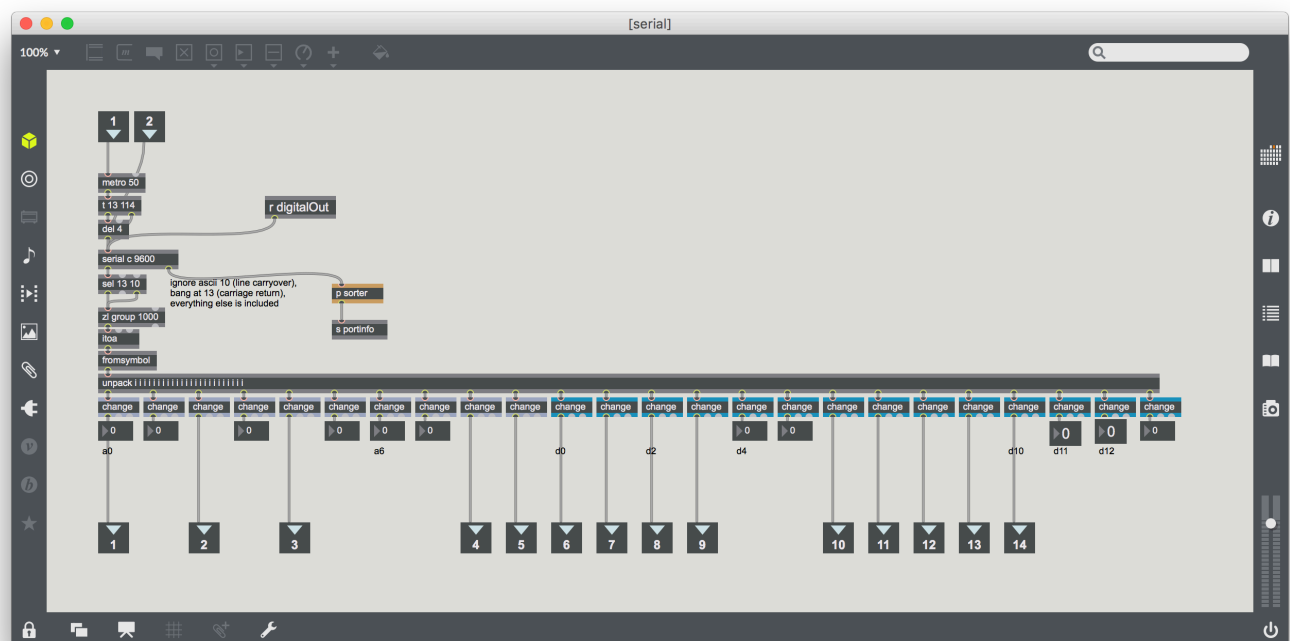 [serial]
100%
1 2
metro 50
t 13 114
r digitalOut
del 4
serial c 9600
sel 13 10
ignore ascii 10 (line carryover),
bang at 13 (carriage return),
everything else is included
p sorter
zl group 1000
s portinfo
itoa
fromsymbol
unpack i i i i i i i i i i i i i i i i i i i i i i i i
change change change change change change change change change change change change change change change change change change change change change change change change
0 0 0 0 0 0 0 0 0 0 0
a0 a6 d0 d2 d4 d10 d11 d12
1 2 3 4 5 6 7 8 9 10 11 12 13 14